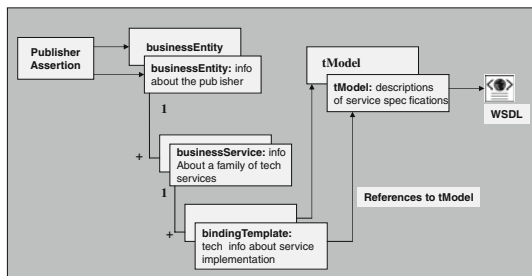 Publisher
Assertion
businessEntity
businessEntity: info
about the pub isher
1
+
businessService: info
About a family of tech
services
1
+
bindingTemplate:
tech info about service
implementation
tModel
tModel: descriptions
of service spec fications
WSDL
References to tModel